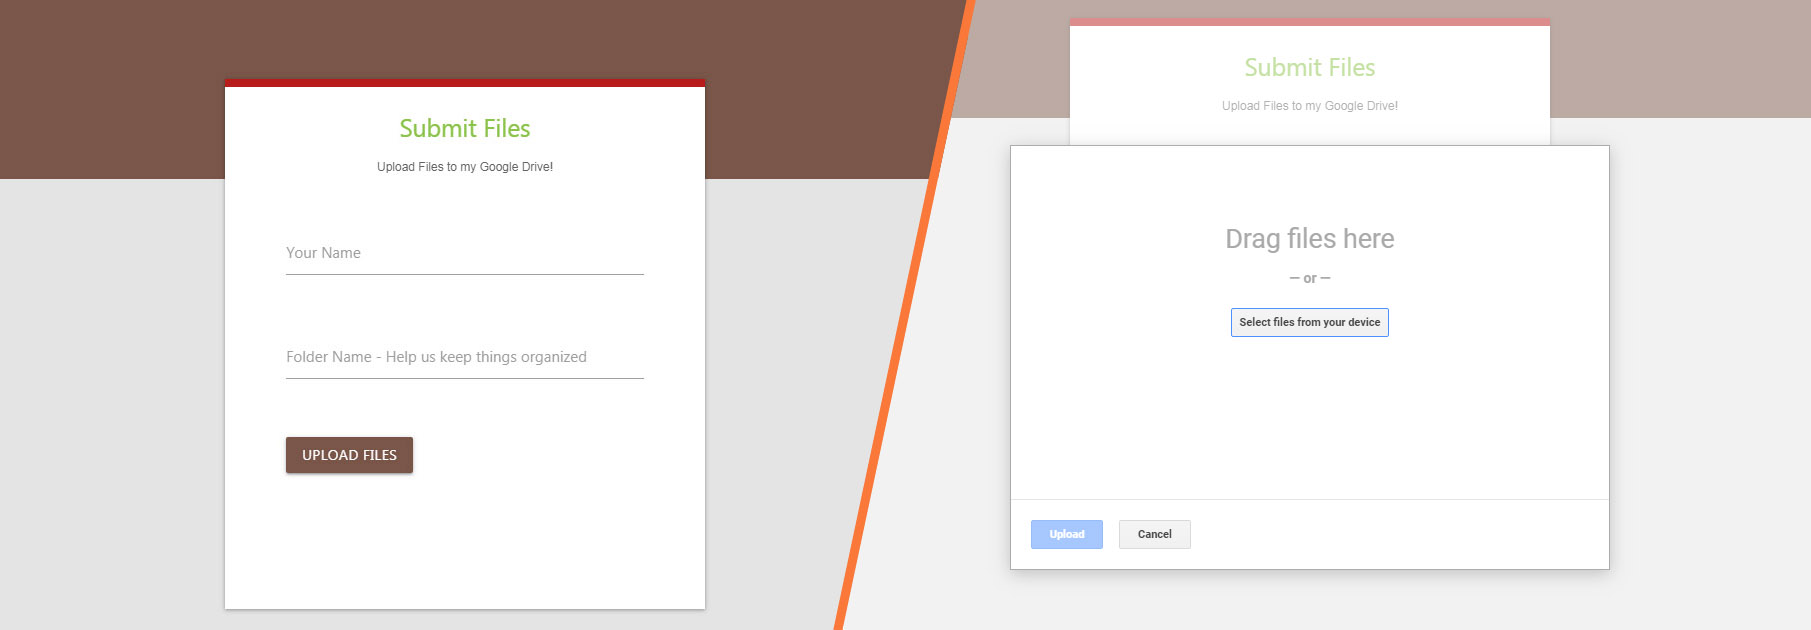 Submit Files
Upload Files to my Google Drive!
Your Name
Folder Name - Help us keep things organized
UPLOAD FILES
Submit Files
Upload Files to my Google Drive!
Drag files here
— or —
Select files from your device
Upload
Cancel